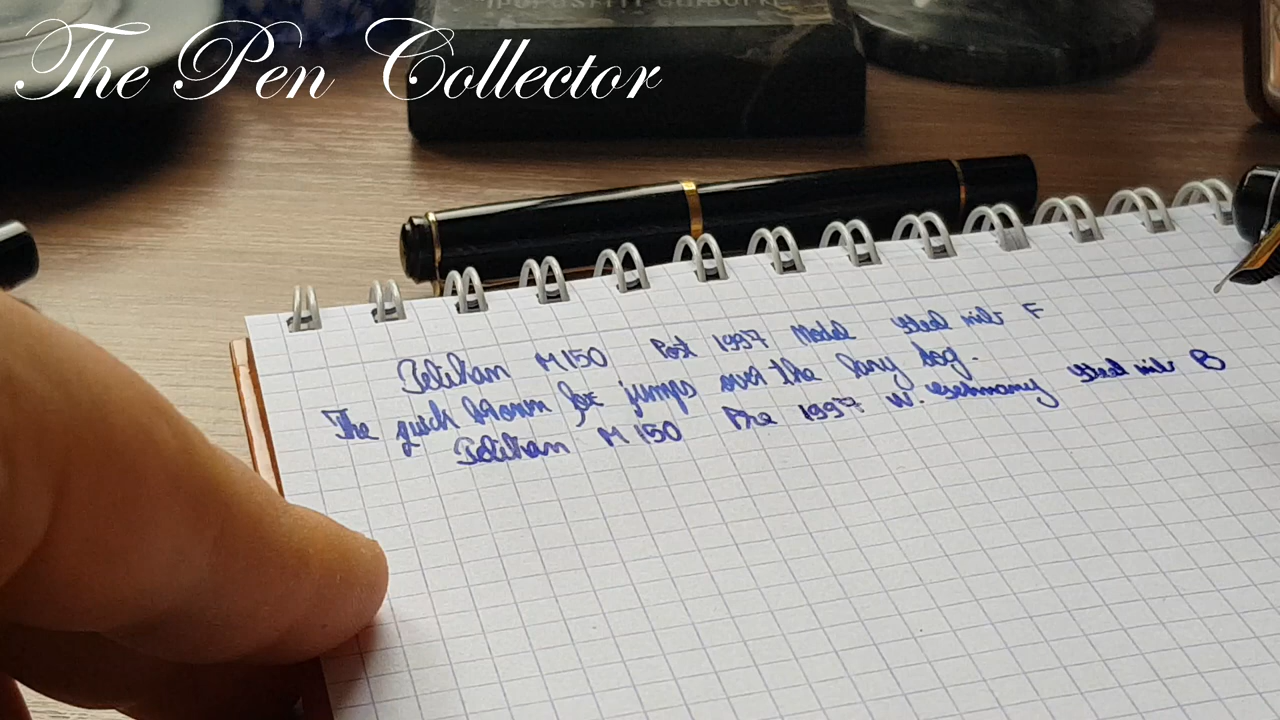 The Pen Collector
Pelikan M150 Post 1997 Model Steel nib F
The quick brown fox jumps over the lazy dog.
Pelikan M150 Pre 1997 W. Germany Steel nib B